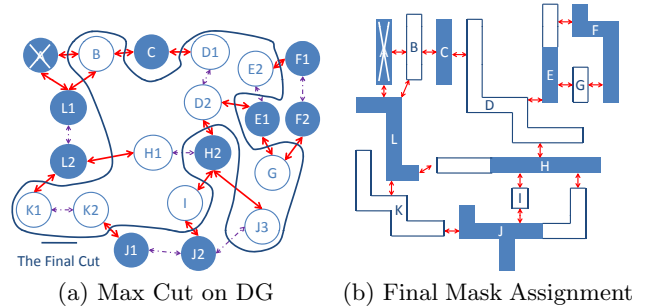 A B C D1 E2 F1
L1 D2 E1 F2
L2 H1 H2 G
K1 K2 I J3
J1 J2
The Final Cut
(a) Max Cut on DG
A B C E F G
D
L H
K I J
(b) Final Mask Assignment